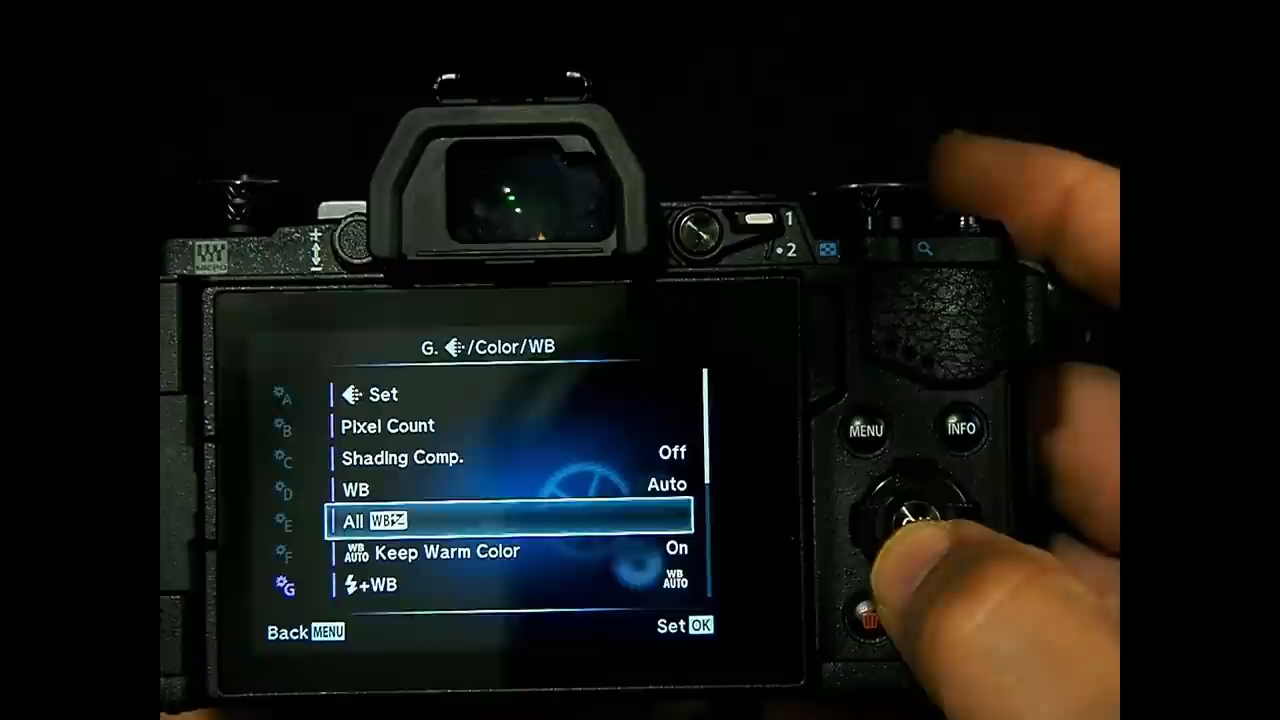 1
2
G. /Color/WB
A
Set
B
Pixel Count
C
Shading Comp. Off
D
WB Auto
E
All WB
F
WB AUTO Keep Warm Color On
G
+WB WB AUTO
Back MENU
Set OK
MENU
INFO